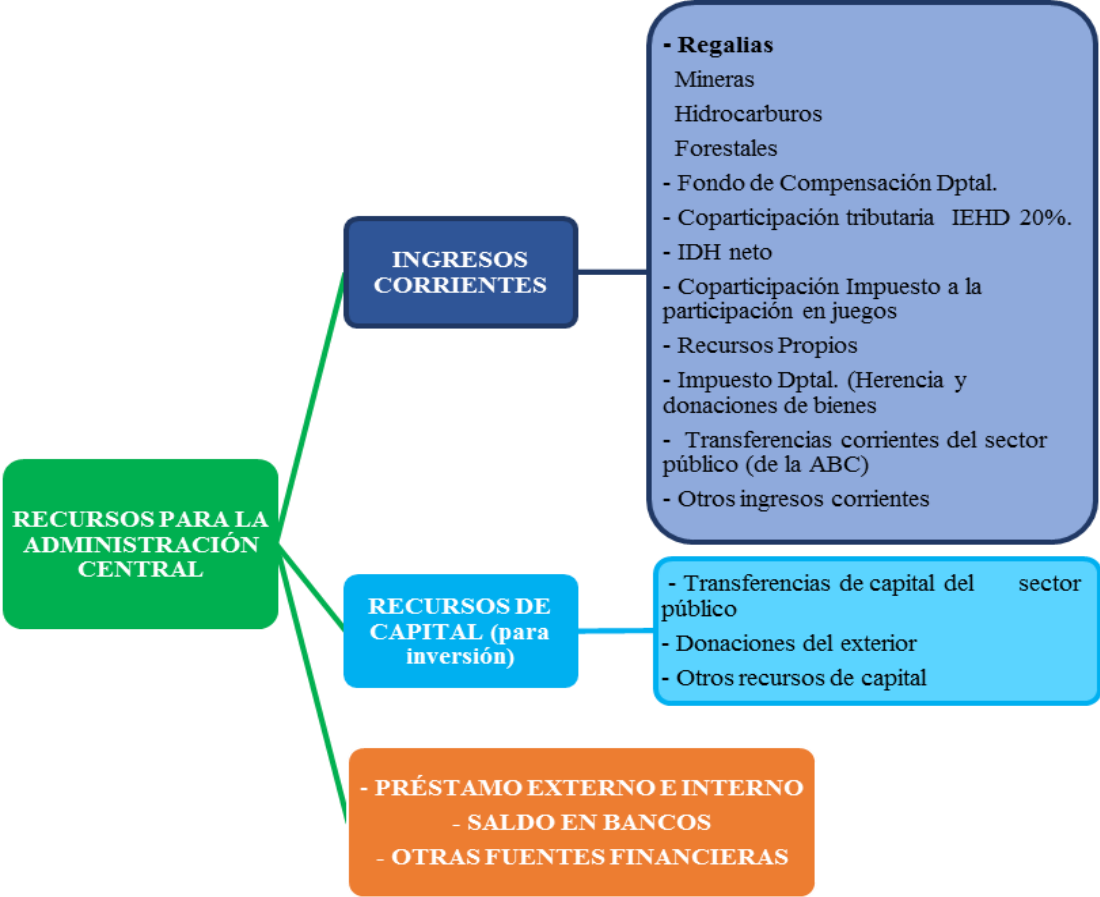 RECURSOS PARA LA
ADMINISTRACIÓN
CENTRAL
INGRESOS
CORRIENTES
- Regalias
Mineras
Hidrocarburos
Forestales
- Fondo de Compensación Dptal.
- Coparticipación tributaria IEHD 20%.
- IDH neto
- Coparticipación Impuesto a la
participación en juegos
- Recursos Propios
- Impuesto Dptal. (Herencia y
donaciones de bienes
- Transferencias corrientes del sector
público (de la ABC)
- Otros ingresos corrientes
RECURSOS DE
CAPITAL (para
inversión)
- Transferencias de capital del sector
público
- Donaciones del exterior
- Otros recursos de capital
- PRÉSTAMO EXTERNO E INTERNO
- SALDO EN BANCOS
- OTRAS FUENTES FINANCIERAS